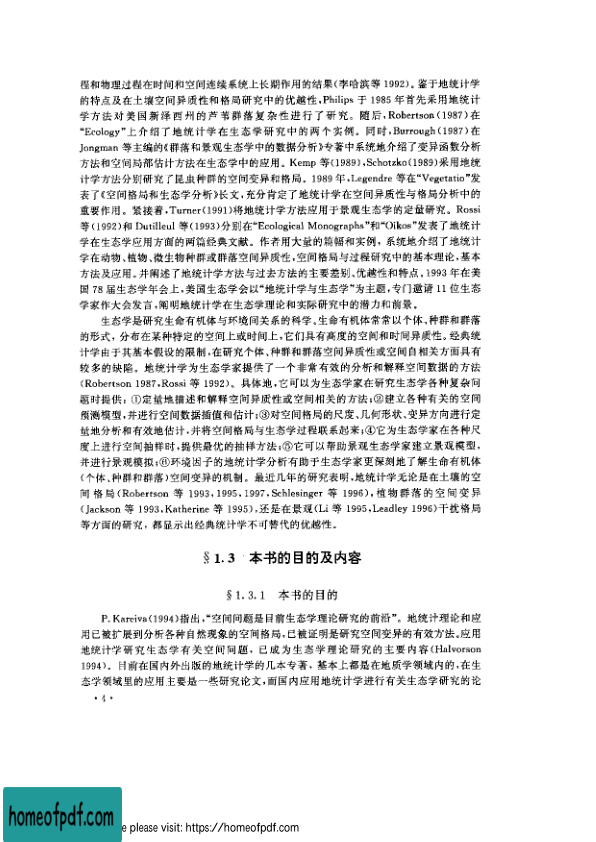 程和物理过程在时间和空间连续系统上长期作用的结果(李哈滨等 1992)。鉴于地统计学
的特点及在土壤空间异质性和格局研究中的优越性,Philips 于 1985 年首先采用地统计
学方法对美国新泽西州的芦苇群落复杂性进行了研究。随后,Robertson(1987)在
“Ecology”上介绍了地统计学在生态学研究中的两个实例。同时,Burrough(1987)在
Jongman 等主编的《群落和景观生态学中的数据分析》专著中系统地介绍了变异函数分析
方法和空间局部估计方法在生态学中的应用。Kemp 等(1989),Schotzko(1989)采用地统
计学方法分别研究了昆虫种群的空间变异和格局。1989 年,Legendre 等在“Vegetatio”发
表了《空间格局和生态学分析》长文,充分肯定了地统计学在空间异质性与格局分析中的
重要作用。紧接着,Turner(1991)将地统计学方法应用于景观生态学的定量研究。Rossi
等(1992)和 Dutilleul 等(1993)分别在“Ecological Monographs”和“Oikos”发表了地统计
学在生态学应用方面的两篇经典文献。作者用大量的篇幅和实例,系统地介绍了地统计
学在动物、植物、微生物种群或群落空间异质性,空间格局与过程研究中的基本理论,基本
方法及应用。并阐述了地统计学方法与过去方法的主要差别、优越性和特点。1993 年在美
国 78 届生态学年会上,美国生态学会以“地统计学与生态学”为主题,专门邀请 11 位生态
学家作大会发言,阐明地统计学在生态学理论和实际研究中的潜力和前景。
生态学是研究生命有机体与环境间关系的科学。生命有机体常常以个体、种群和群落
的形式,分布在某种特定的空间上或时间上,它们具有高度的空间和时间异质性。经典统
计学由于其基本假设的限制,在研究个体、种群和群落空间异质性或空间自相关方面具有
较多的缺陷。地统计学为生态学家提供了一个非常有效的分析和解释空间数据的方法
(Robertson 1987,Rossi 等 1992)。具体地,它可以为生态学家在研究生态学各种复杂问
题时提供:①定量地描述和解释空间异质性或空间相关的方法;②建立各种有关的空间
预测模型,并进行空间数据插值和估计;③对空间格局的尺度、几何形状、变异方向进行定
量地分析和有效地估计,并将空间格局与生态学过程联系起来;④它为生态学家在各种尺
度上进行空间抽样时,提供最优的抽样方法;⑤它可以帮助景观生态学家建立景观模型,
并进行景观模拟;⑥环境因子的地统计学分析有助于生态学家更深刻地了解生命有机体
(个体、种群和群落)空间变异的机制。最近几年的研究表明,地统计学无论是在土壤的空
间格局(Robertson 等 1993,1995,1997,Schlesinger 等 1996),植物群落的空间变异
(Jackson 等 1993,Katherine 等 1995),还是在景观(Li 等 1995,Leadley 1996)干扰格局
等方面的研究,都显示出经典统计学不可替代的优越性。
§1.3 本书的目的及内容
§1.3.1 本书的目的
P. Kareiva(1994)指出,“空间问题是目前生态学理论研究的前沿”。地统计理论和应
用已被扩展到分析各种自然现象的空间格局,已被证明是研究空间变异的有效方法。应用
地统计学研究生态学有关空间问题,已成为生态学理论研究的主要内容(Halvorson
1994)。目前在国内外出版的地统计学的几本专著,基本上都是在地质学领域内的,在生
态学领域里的应用主要是一些研究论文,而国内应用地统计学进行有关生态学研究的论
·4·
homeofpdf.com
e please visit: https://homeofpdf.com